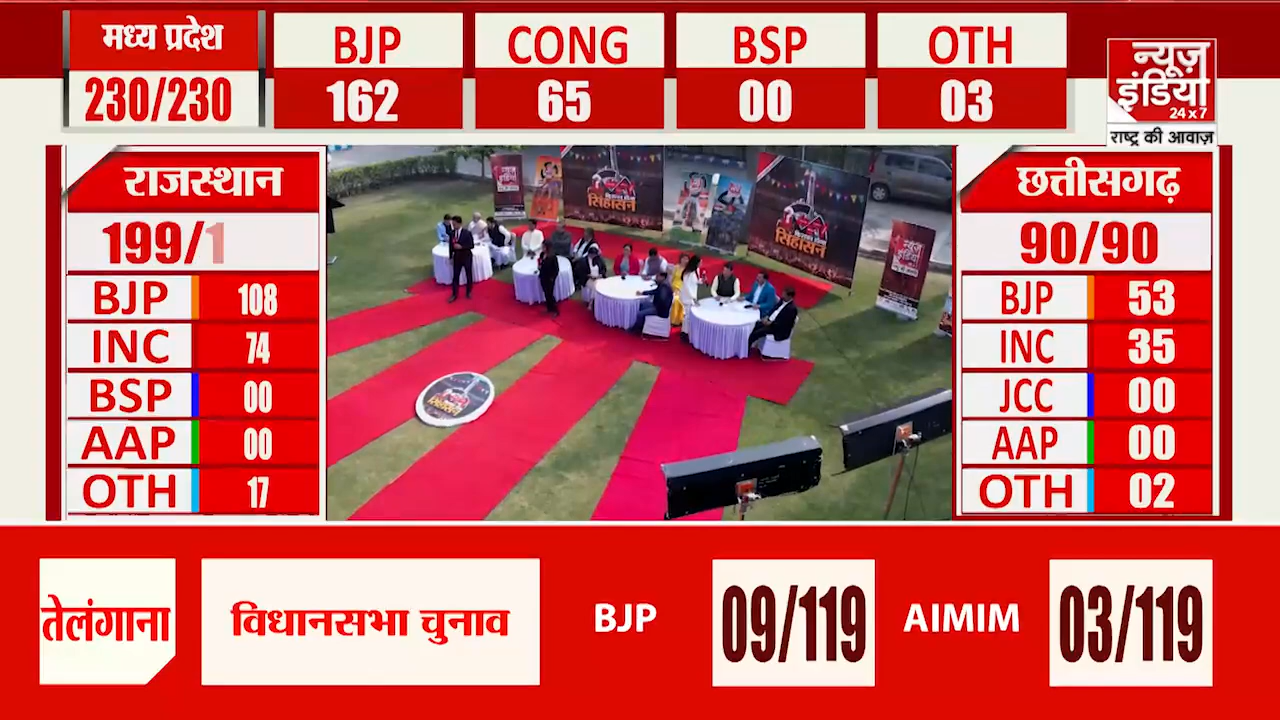 मध्य प्रदेश
230/230
BJP
162
CONG
65
BSP
00
OTH
03
न्यूज़
इंडिया
24x7
राष्ट्र की आवाज़
राजस्थान
199/1
BJP 108
INC 74
BSP 00
AAP 00
OTH 17
सिंहासन
सिंहासन
न्यूज़
इंडिया
छत्तीसगढ़
90/90
BJP 53
INC 35
JCC 00
AAP 00
OTH 02
तेलंगाना
विधानसभा चुनाव
BJP
09/119
AIMIM
03/119